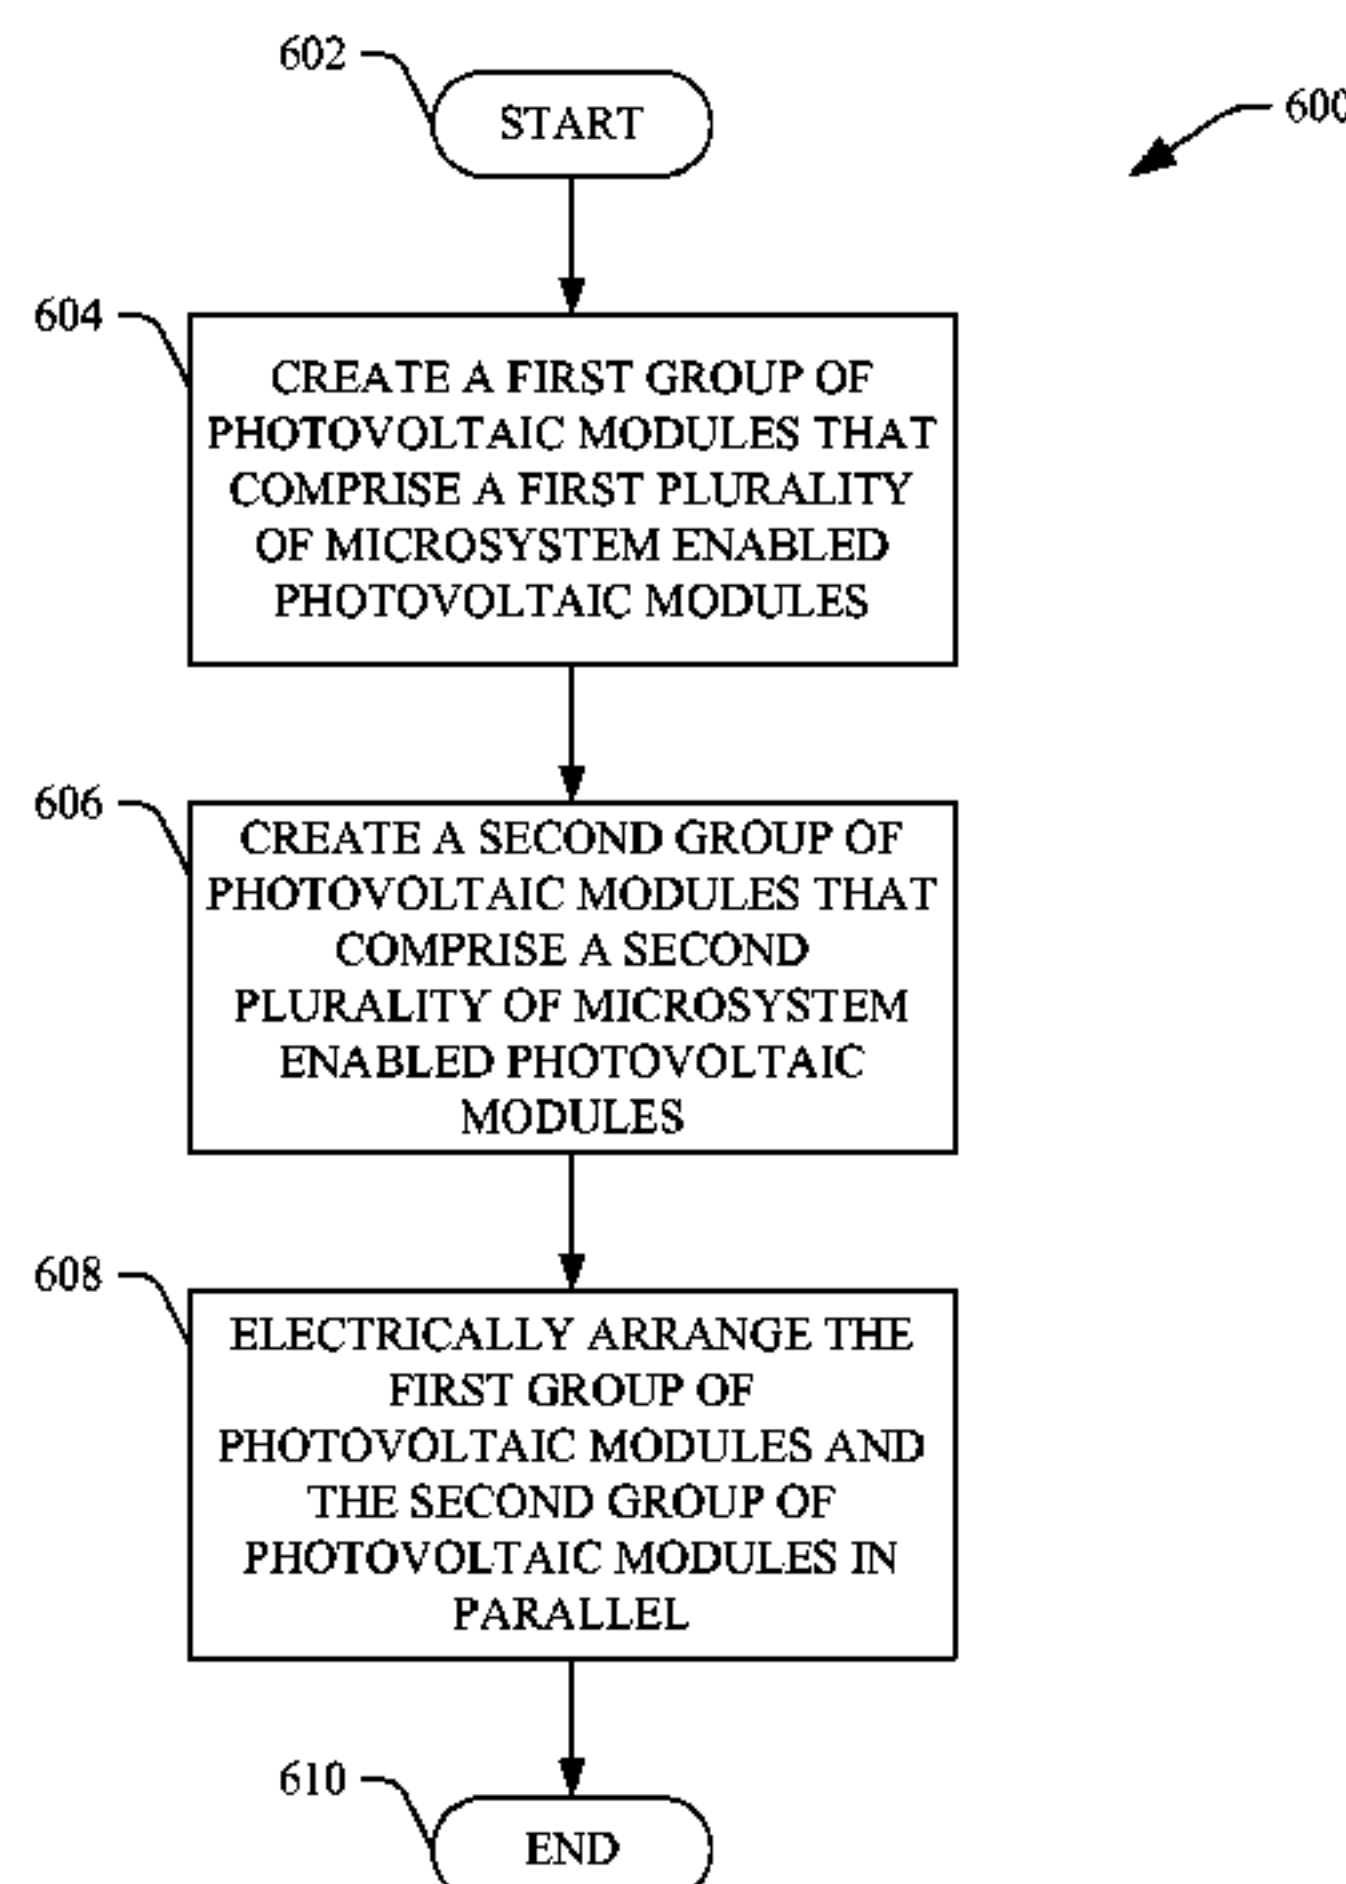 602
START
600
604
CREATE A FIRST GROUP OF
PHOTOVOLTAIC MODULES THAT
COMPRISE A FIRST PLURALITY
OF MICROSYSTEM ENABLED
PHOTOVOLTAIC MODULES
606
CREATE A SECOND GROUP OF
PHOTOVOLTAIC MODULES THAT
COMPRISE A SECOND
PLURALITY OF MICROSYSTEM
ENABLED PHOTOVOLTAIC
MODULES
608
ELECTRICALLY ARRANGE THE
FIRST GROUP OF
PHOTOVOLTAIC MODULES AND
THE SECOND GROUP OF
PHOTOVOLTAIC MODULES IN
PARALLEL
610
END